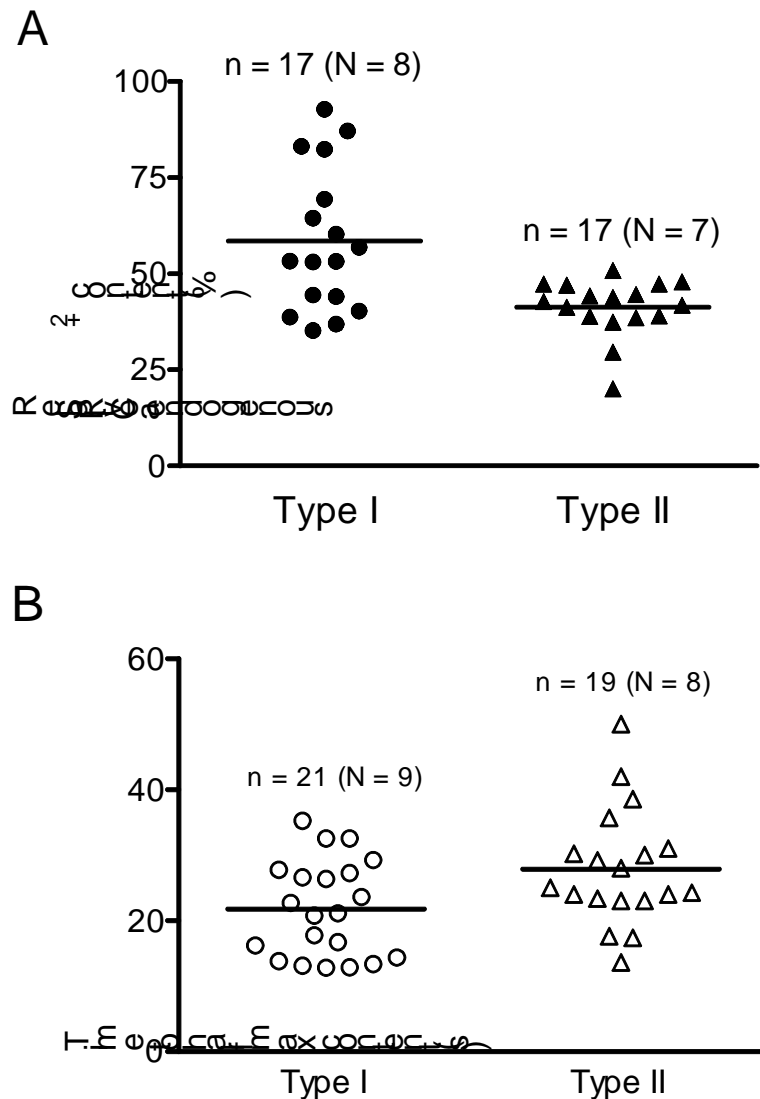 A
n = 17 (N = 8)
100
n = 17 (N = 7)
75
50
25
0
Type I
Type II
B
60
n = 19 (N = 8)
n = 21 (N = 9)
40
20
0
Type I
Type II